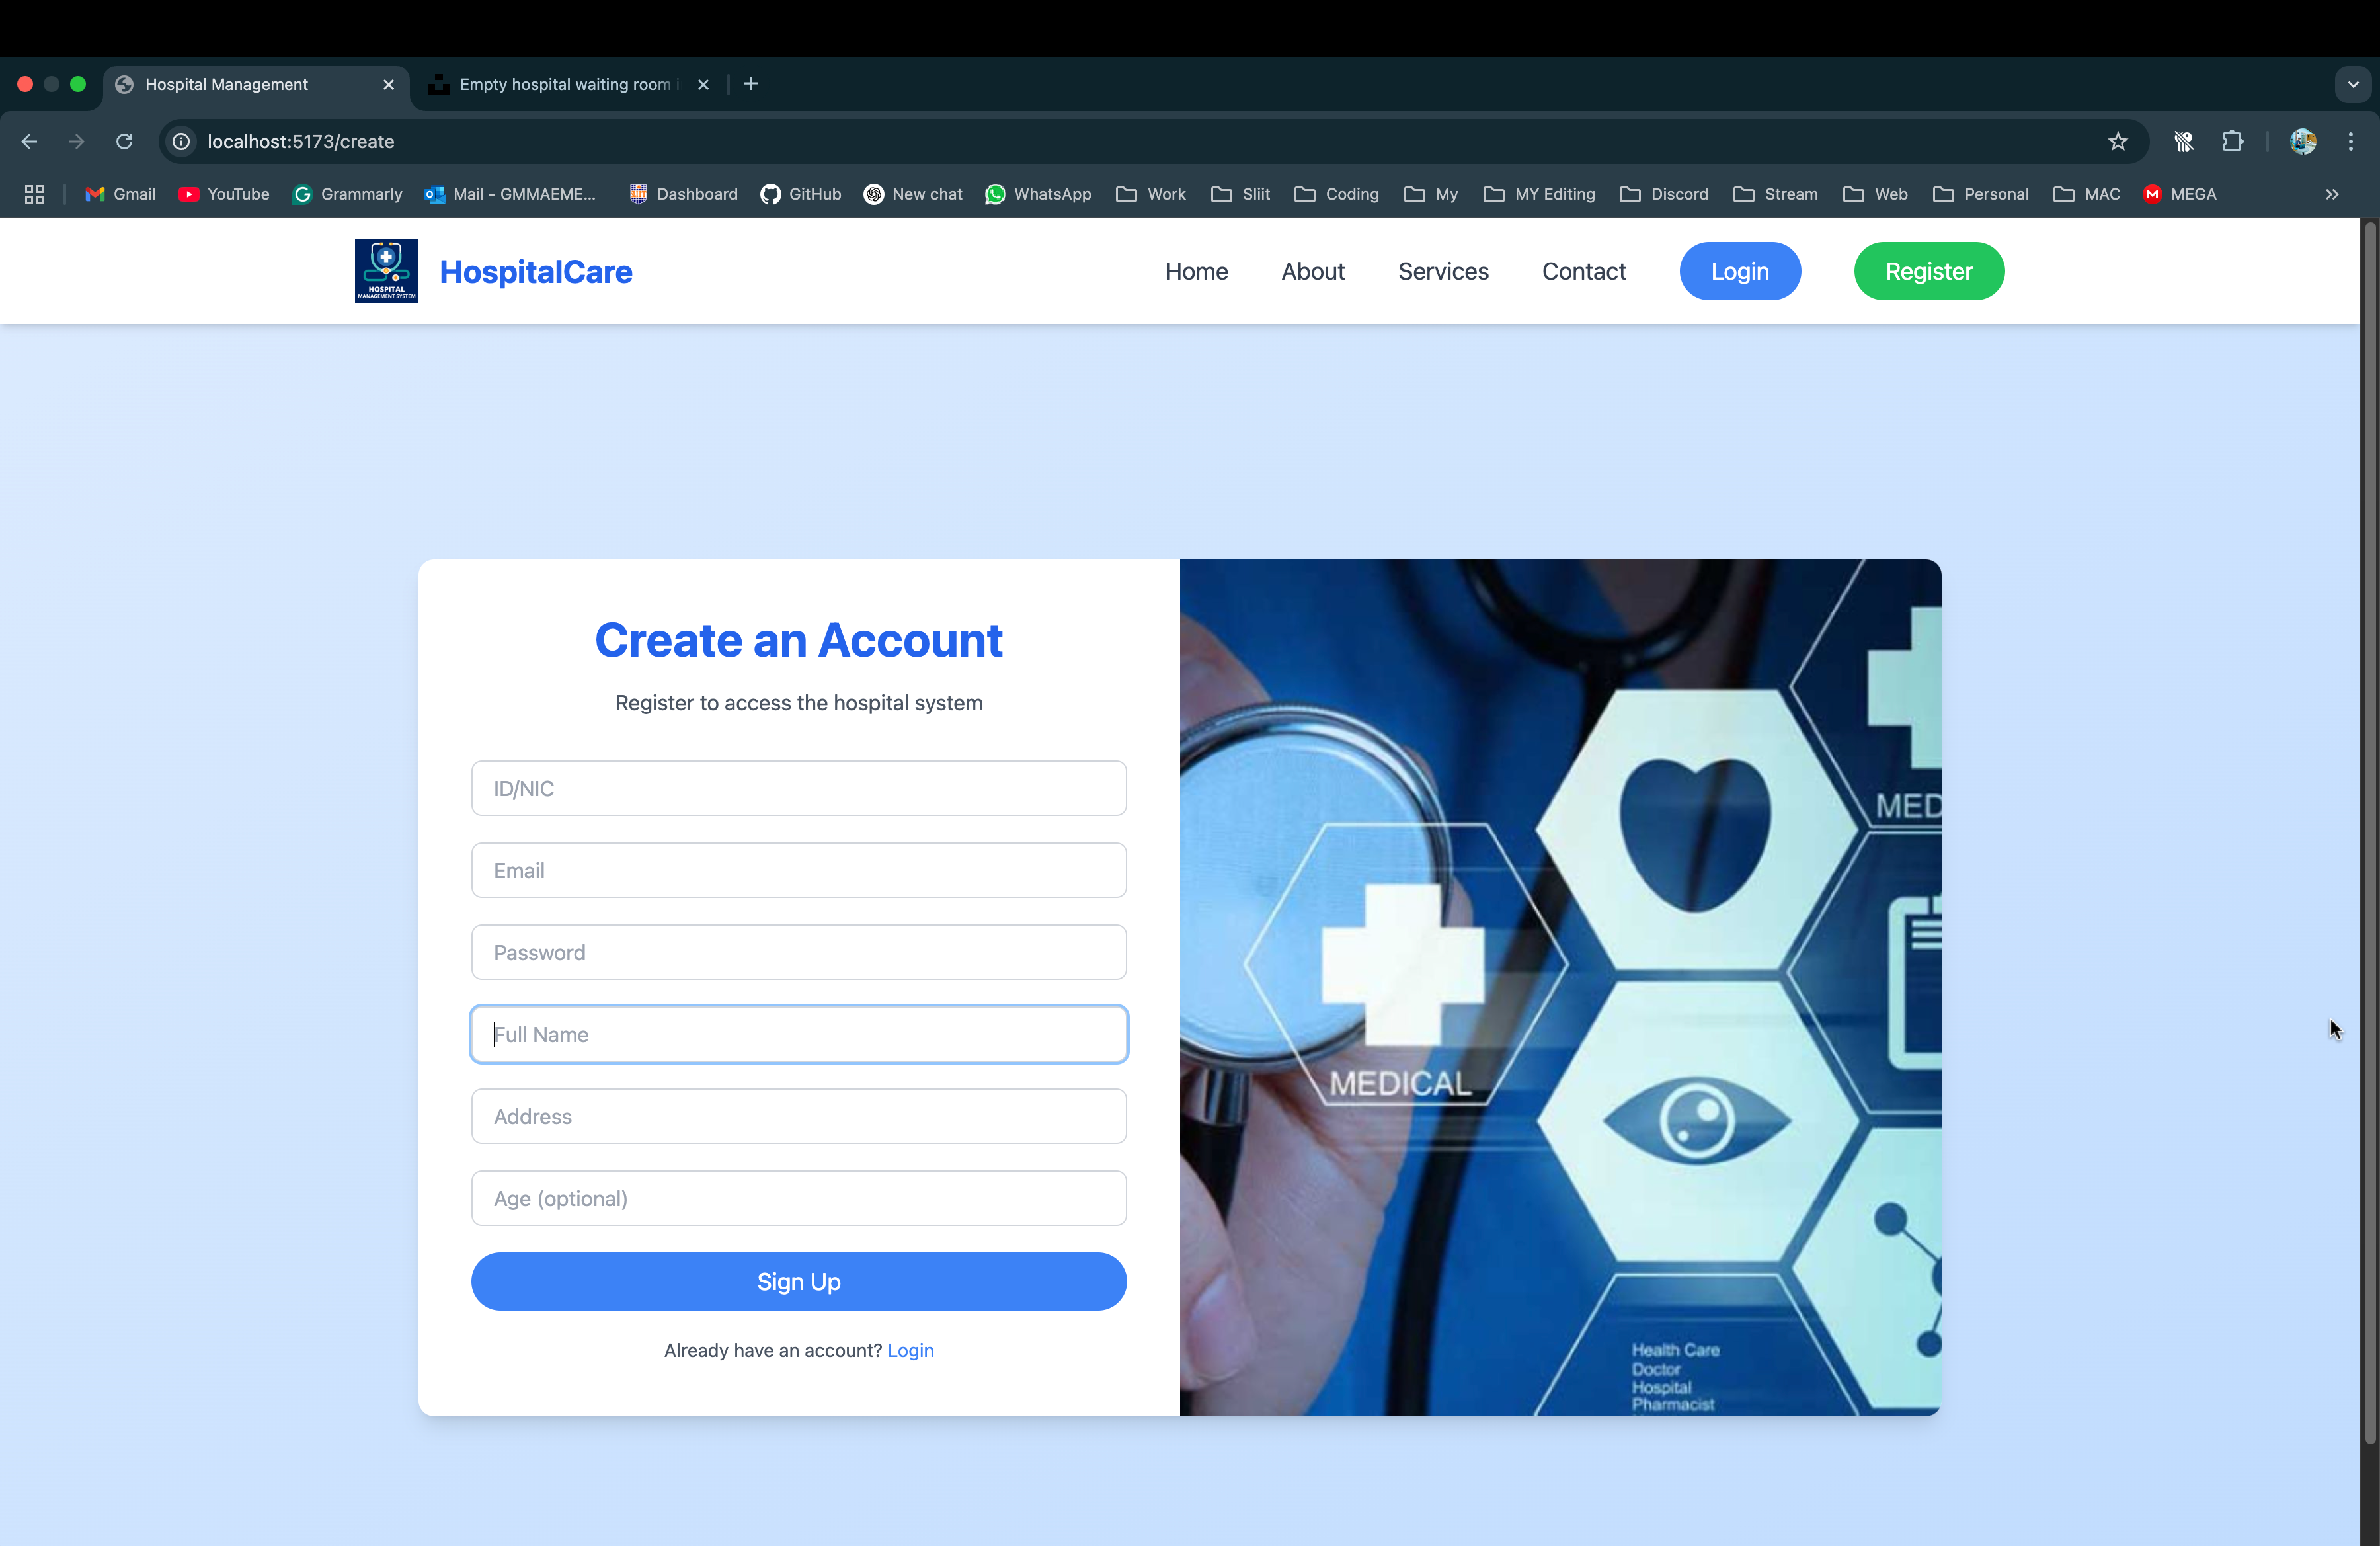 Hospital Management
Empty hospital waiting room
localhost:5173/create
Gmail
YouTube
Grammarly
Mail - GMMAEME...
Dashboard
GitHub
New chat
WhatsApp
Work
Sliit
Coding
My
MY Editing
Discord
Stream
Web
Personal
MAC
MEGA
HOSPITAL
MANAGEMENT SYSTEM
HospitalCare
Home
About
Services
Contact
Login
Register
Create an Account
Register to access the hospital system
ID/NIC
Email
Password
Full Name
Address
Age (optional)
Sign Up
Already have an account? Login
MED
MEDICAL
Health Care
Doctor
Hospital
Pharmacist